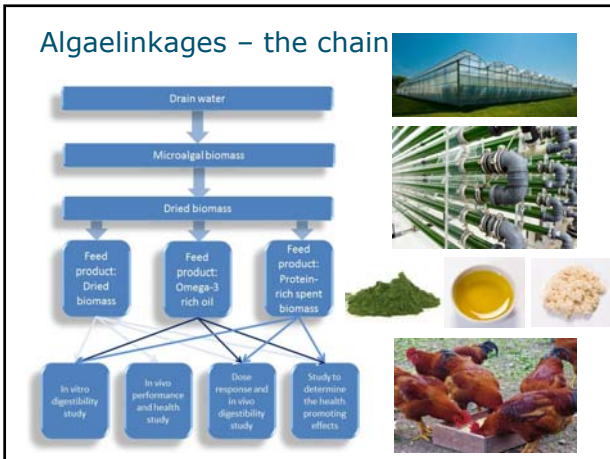 Algaelinkages – the chain
Drain water
Microalgal biomass
Dried biomass
Feed
product:
Dried
biomass
Feed
product:
Omega-3
rich oil
Feed
product:
Protein-
rich spent
biomass
In vitro
digestibility
study
In vivo
performance
and health
study
Dose
response and
in vivo
digestibility
study
Study to
determine
the health
promoting
effects